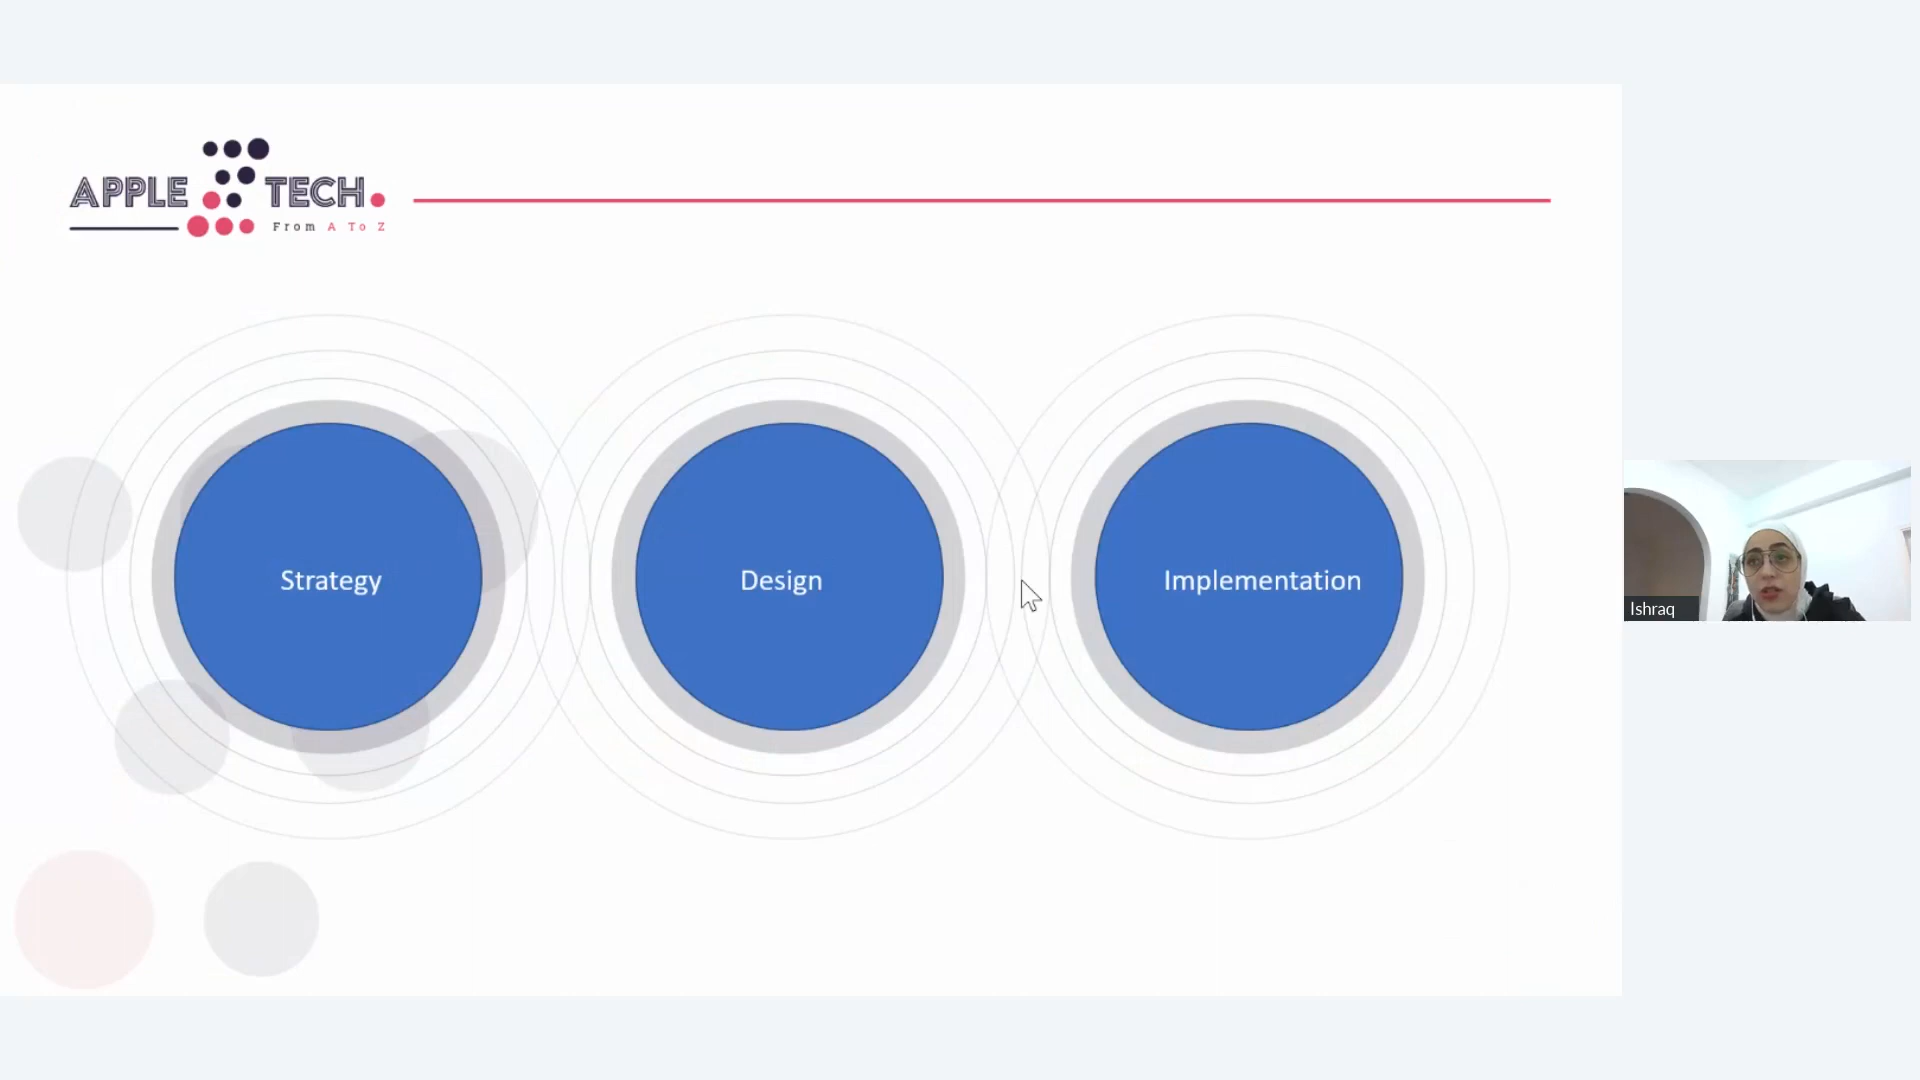 APPLE TECH.
From A To Z
Strategy
Design
Implementation
Ishraq